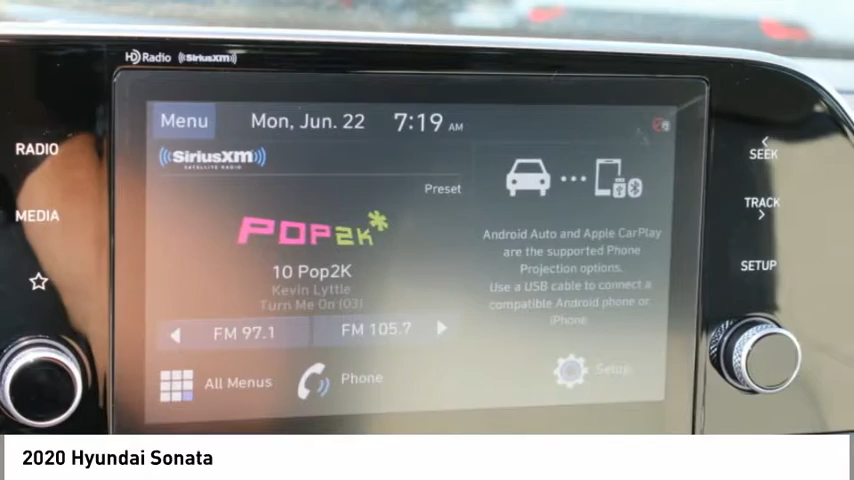 HD Radio ((SiriusXM))
RADIO
MEDIA
Menu Mon, Jun. 22 7:19 AM
((SiriusXM))
SATELLITE RADIO
Preset
POP2K*
10 Pop2K
Kevin Lyttle
Turn Me On (03)
FM 97.1 FM 105.7
All Menus Phone
Android Auto and Apple CarPlay
are the supported Phone
Projection options.
Use a USB cable to connect a
compatible Android phone or
iPhone.
Setup
SEEK
TRACK
SETUP
2020 Hyundai Sonata